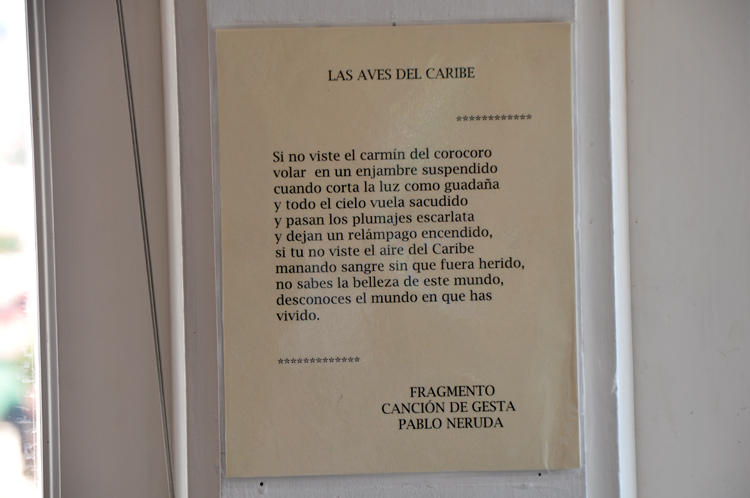 LAS AVES DEL CARIBE
************
Si no viste el carmín del corocoro
volar en un enjambre suspendido
cuando corta la luz como guadaña
y todo el cielo vuela sacudido
y pasan los plumajes escarlata
y dejan un relámpago encendido,
si tu no viste el aire del Caribe
manando sangre sin que fuera herido,
no sabes la belleza de este mundo,
desconoces el mundo en que has
vivido.
*************
FRAGMENTO
CANCIÓN DE GESTA
PABLO NERUDA